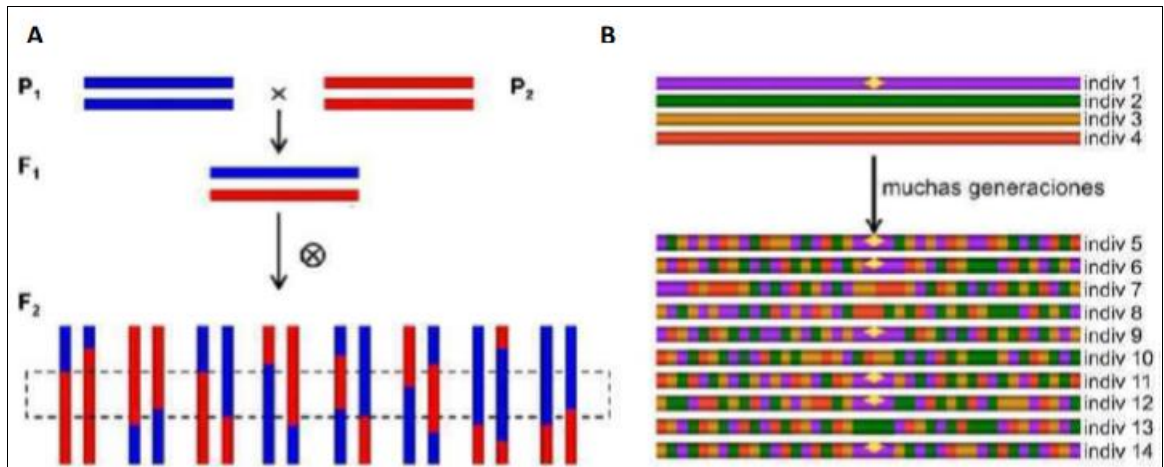 A
B
P1
×
P2
F1
F2
indiv 1
indiv 2
indiv 3
indiv 4
muchas generaciones
indiv 5
indiv 6
indiv 7
indiv 8
indiv 9
indiv 10
indiv 11
indiv 12
indiv 13
indiv 14